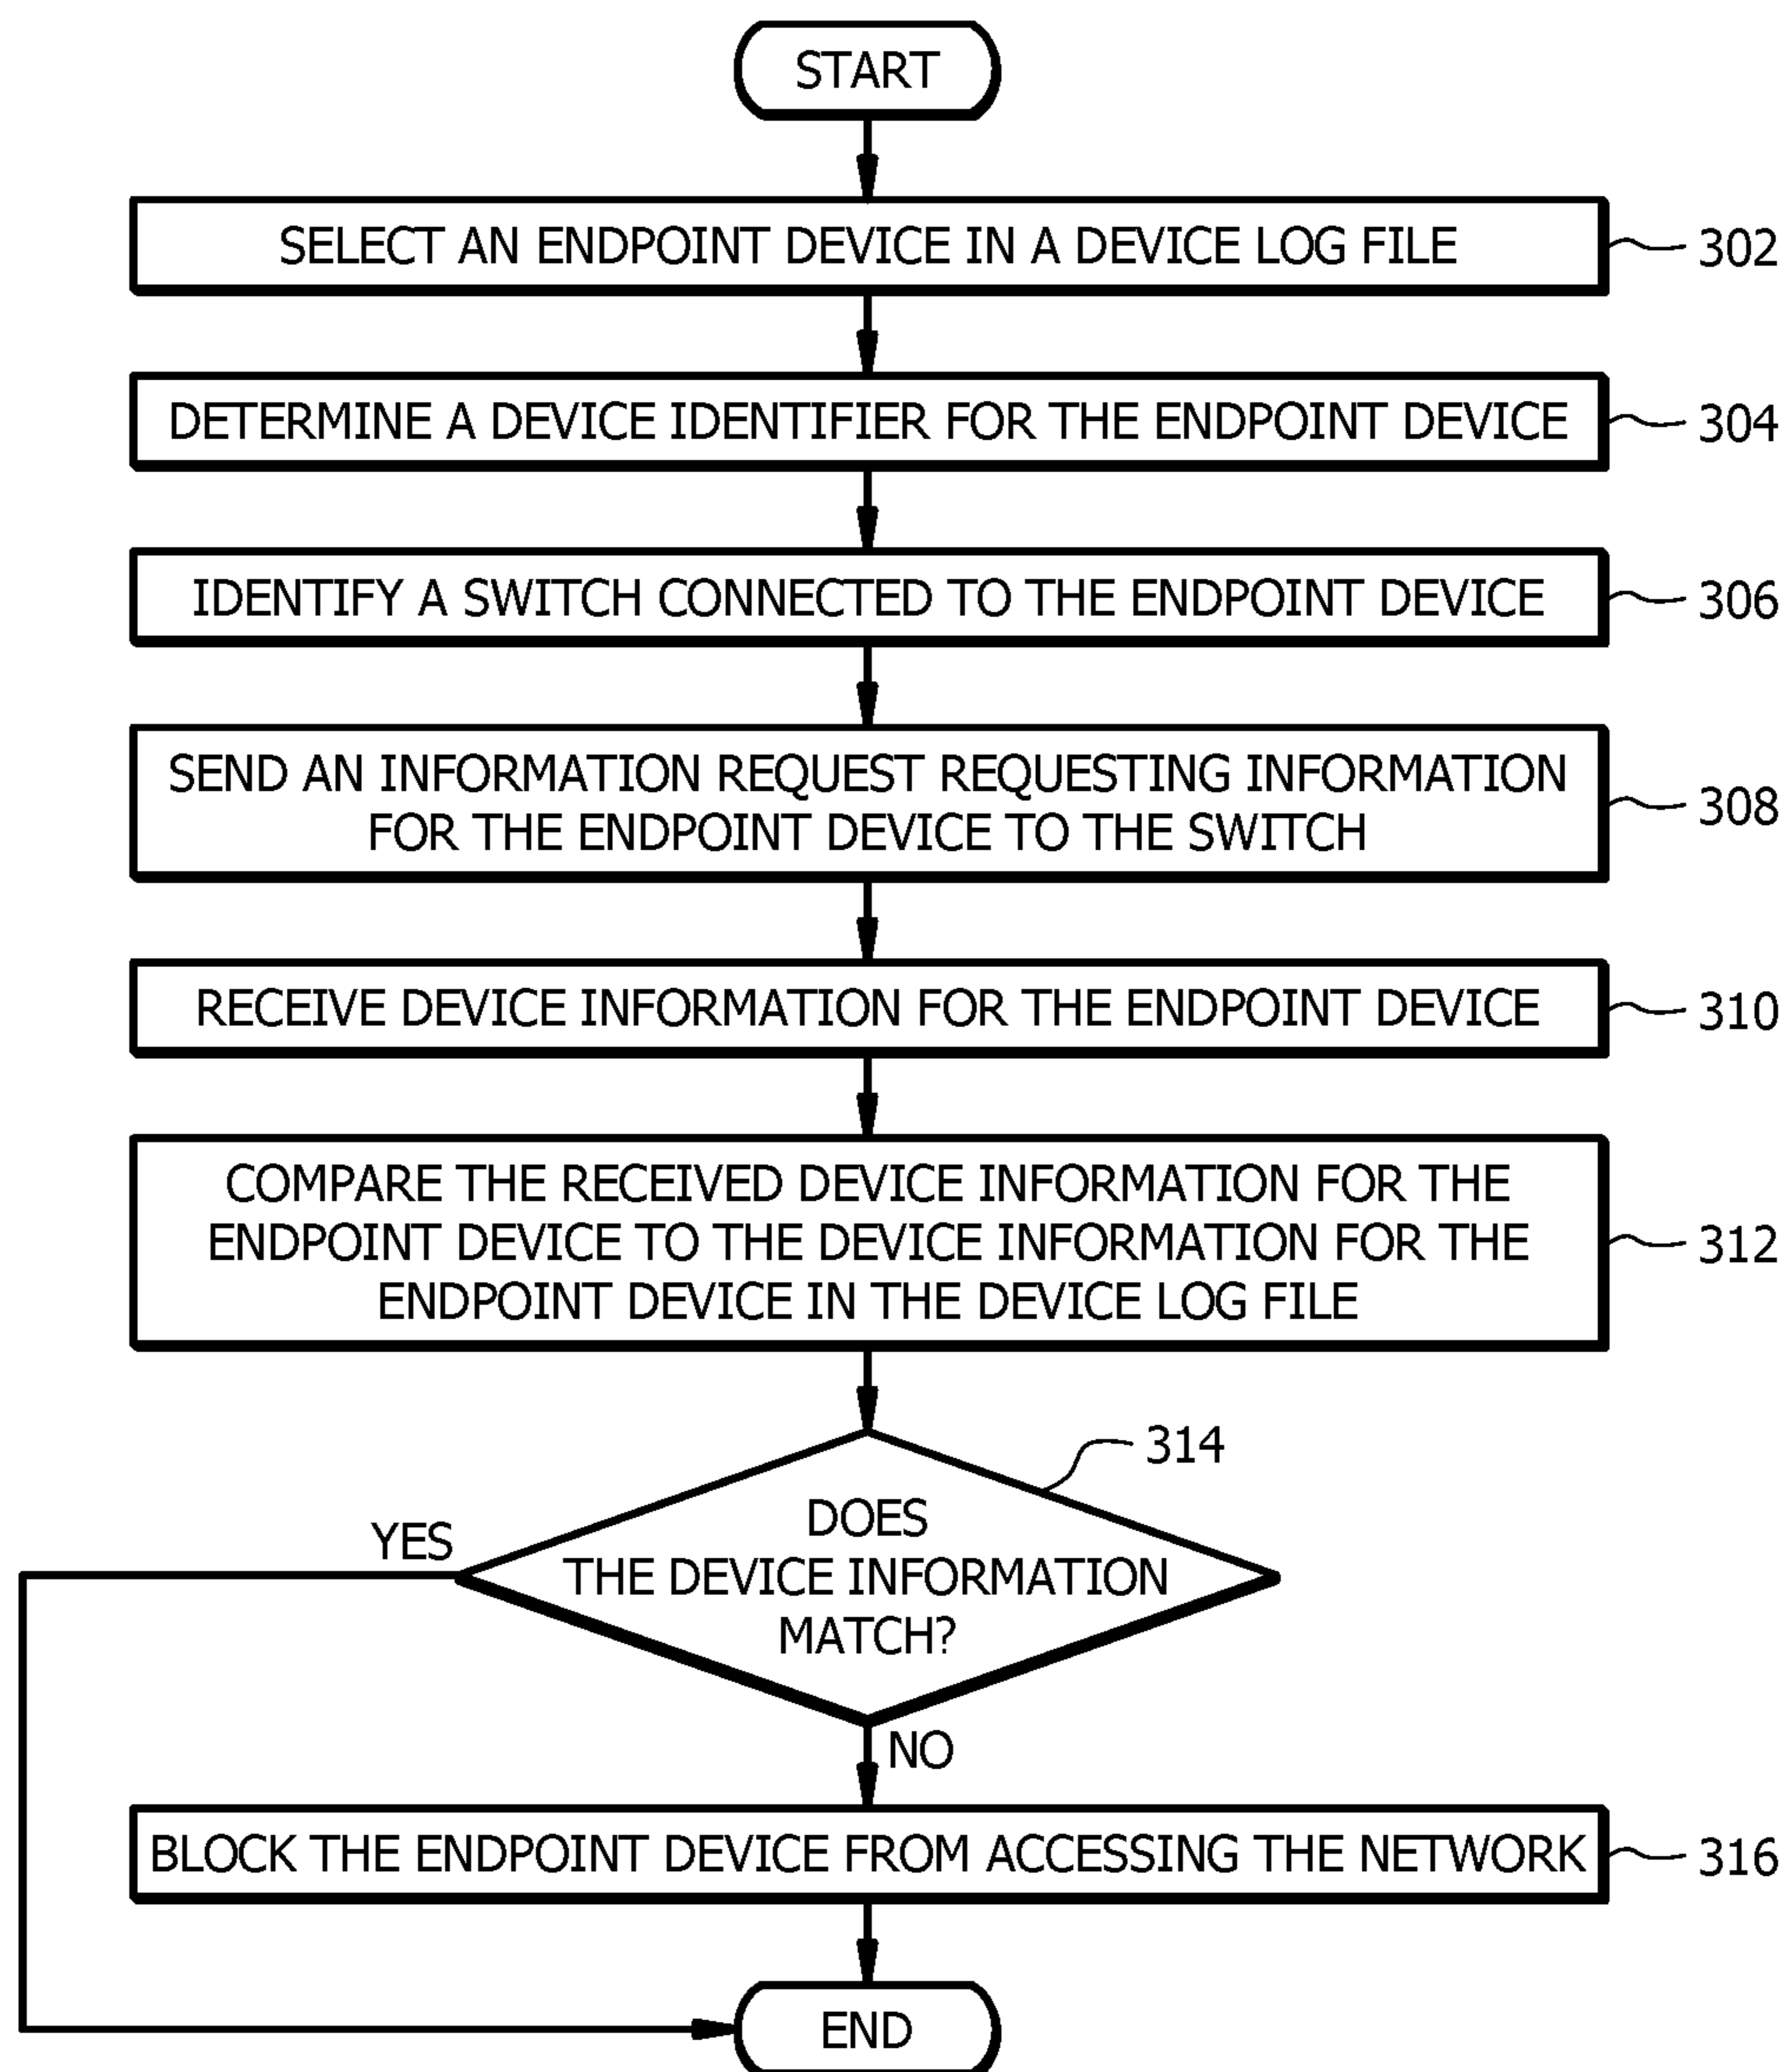 START
SELECT AN ENDPOINT DEVICE IN A DEVICE LOG FILE
302
DETERMINE A DEVICE IDENTIFIER FOR THE ENDPOINT DEVICE
304
IDENTIFY A SWITCH CONNECTED TO THE ENDPOINT DEVICE
306
SEND AN INFORMATION REQUEST REQUESTING INFORMATION
FOR THE ENDPOINT DEVICE TO THE SWITCH
308
RECEIVE DEVICE INFORMATION FOR THE ENDPOINT DEVICE
310
COMPARE THE RECEIVED DEVICE INFORMATION FOR THE
ENDPOINT DEVICE TO THE DEVICE INFORMATION FOR THE
ENDPOINT DEVICE IN THE DEVICE LOG FILE
312
314
DOES
THE DEVICE INFORMATION
MATCH?
YES
NO
BLOCK THE ENDPOINT DEVICE FROM ACCESSING THE NETWORK
316
END